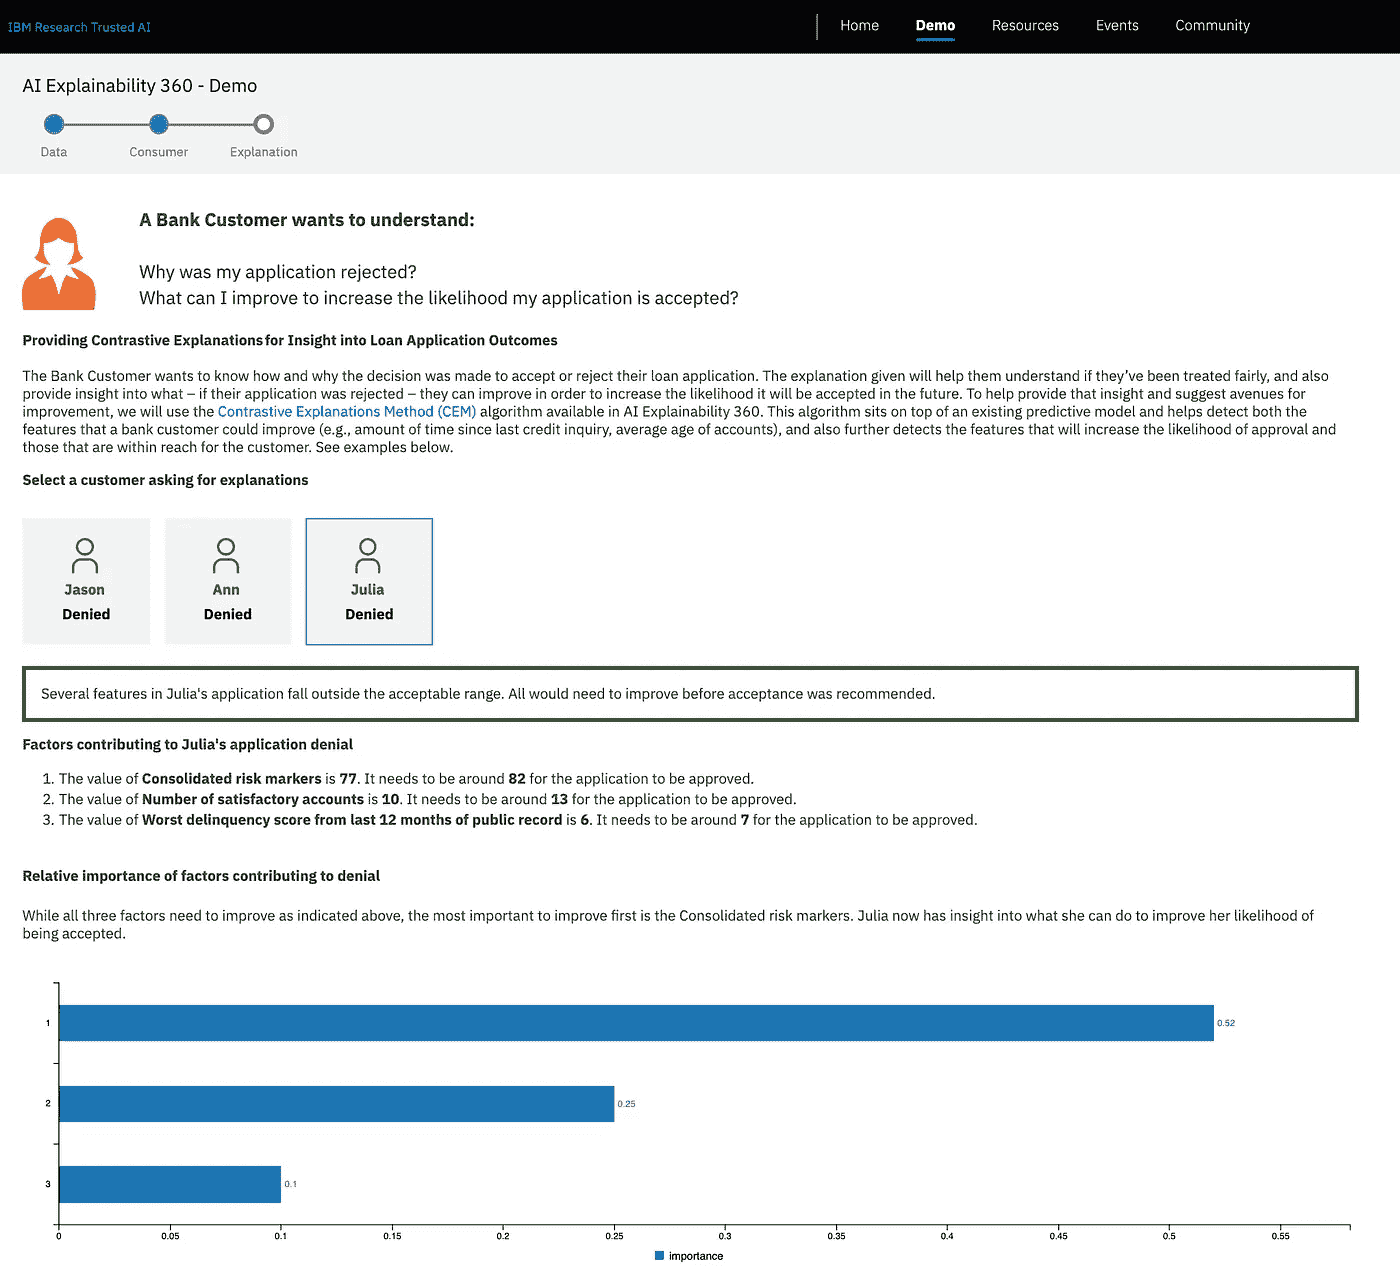 IBM Research Trusted AI
Home Demo Resources Events Community
AI Explainability 360 - Demo
Data Consumer Explanation
A Bank Customer wants to understand:
Why was my application rejected?
What can I improve to increase the likelihood my application is accepted?
Providing Contrastive Explanations for Insight into Loan Application Outcomes
The Bank Customer wants to know how and why the decision was made to accept or reject their loan application. The explanation given will help them understand if they’ve been treated fairly, and also
provide insight into what – if their application was rejected – they can improve in order to increase the likelihood it will be accepted in the future. To help provide that insight and suggest avenues for
improvement, we will use the Contrastive Explanations Method (CEM) algorithm available in AI Explainability 360. This algorithm sits on top of an existing predictive model and helps detect both the
features that a bank customer could improve (e.g., amount of time since last credit inquiry, average age of accounts), and also further detects the features that will increase the likelihood of approval and
those that are within reach for the customer. See examples below.
Select a customer asking for explanations
Jason Ann Julia
Denied Denied Denied
Several features in Julia's application fall outside the acceptable range. All would need to improve before acceptance was recommended.
Factors contributing to Julia's application denial
1. The value of Consolidated risk markers is 77. It needs to be around 82 for the application to be approved.
2. The value of Number of satisfactory accounts is 10. It needs to be around 13 for the application to be approved.
3. The value of Worst delinquency score from last 12 months of public record is 6. It needs to be around 7 for the application to be approved.
Relative importance of factors contributing to denial
While all three factors need to improve as indicated above, the most important to improve first is the Consolidated risk markers. Julia now has insight into what she can do to improve her likelihood of
being accepted.
1 0.52
2 0.25
3 0.1
0 0.05 0.1 0.15 0.2 0.25 0.3 0.35 0.4 0.45 0.5 0.55
importance